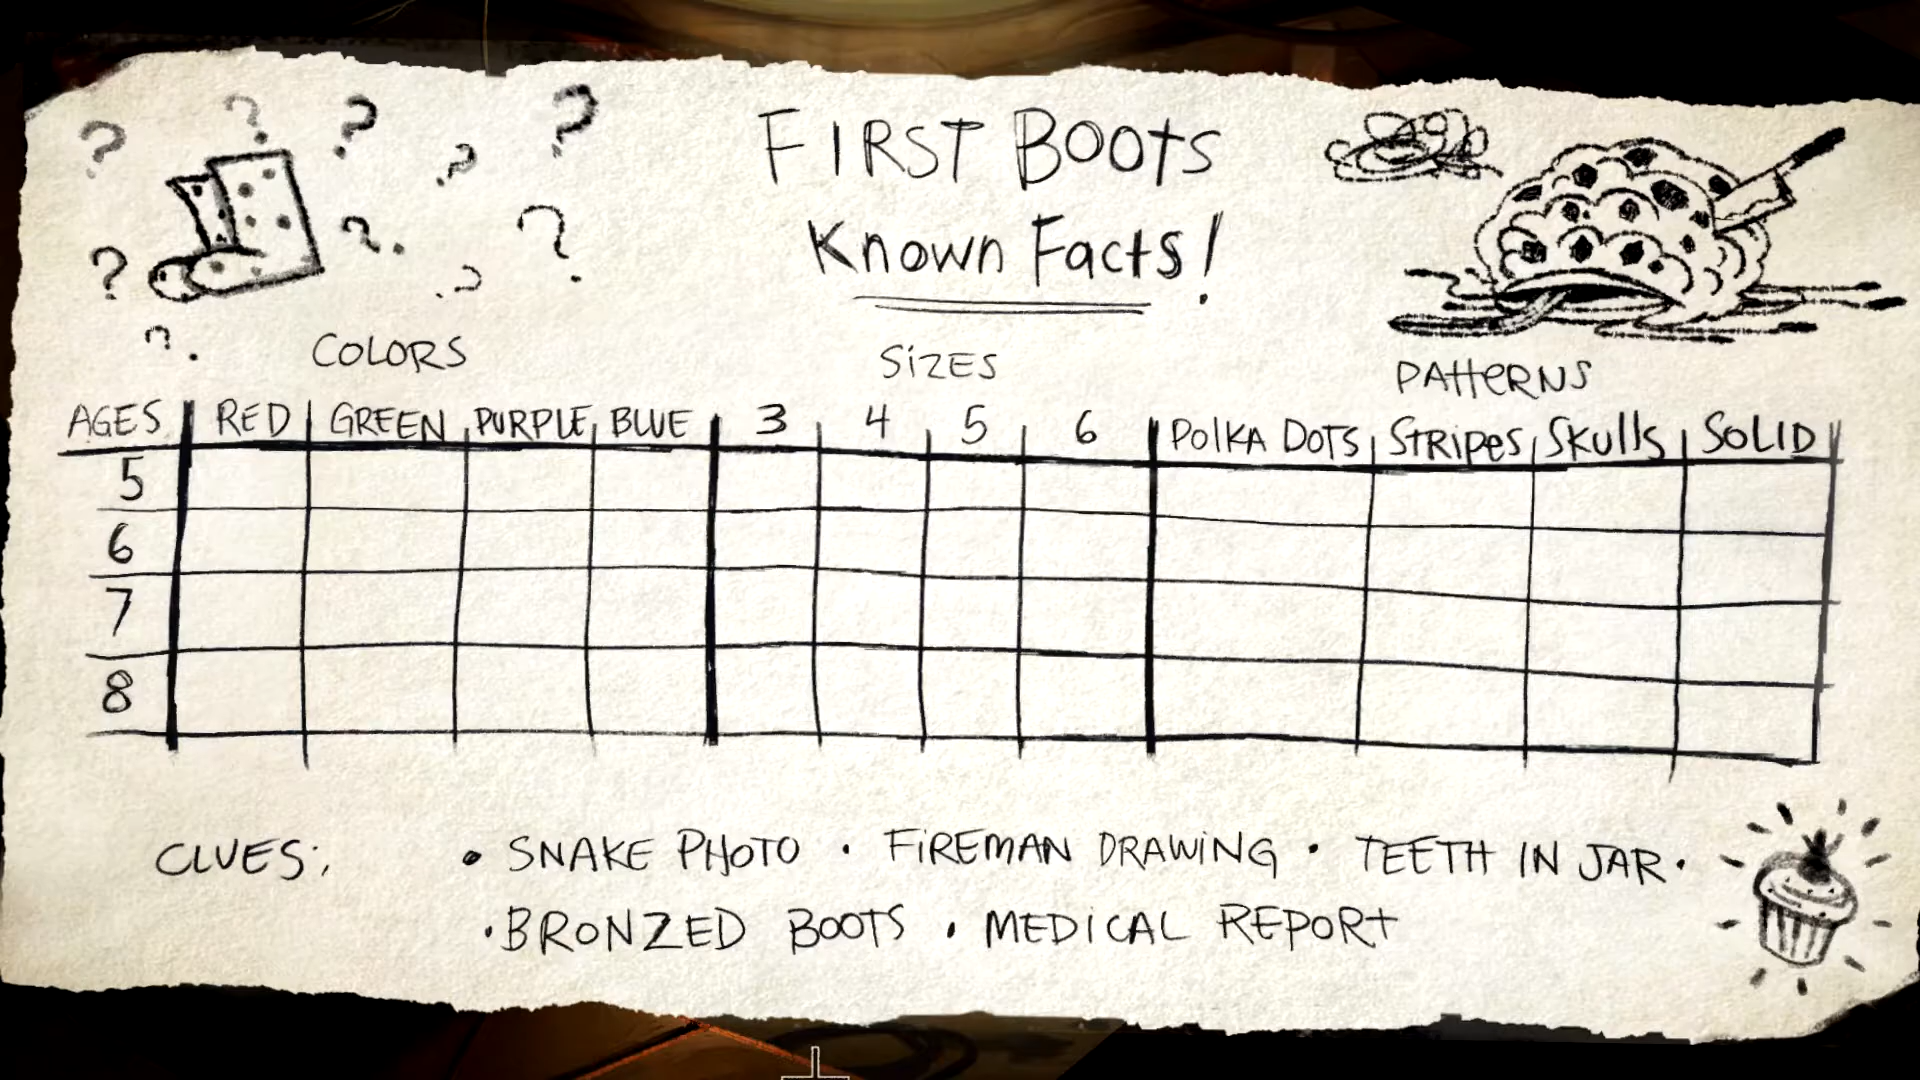 FIRST BOOTS
Known Facts!
COLORS SIZES PATTERNS
AGES RED GREEN PURPLE BLUE 3 4 5 6 POLKA DOTS STRIPES SKULLS SOLID
5
6
7
8
CLUES: • SNAKE PHOTO • FIREMAN DRAWING • TEETH IN JAR •
• BRONZED BOOTS • MEDICAL REPORT